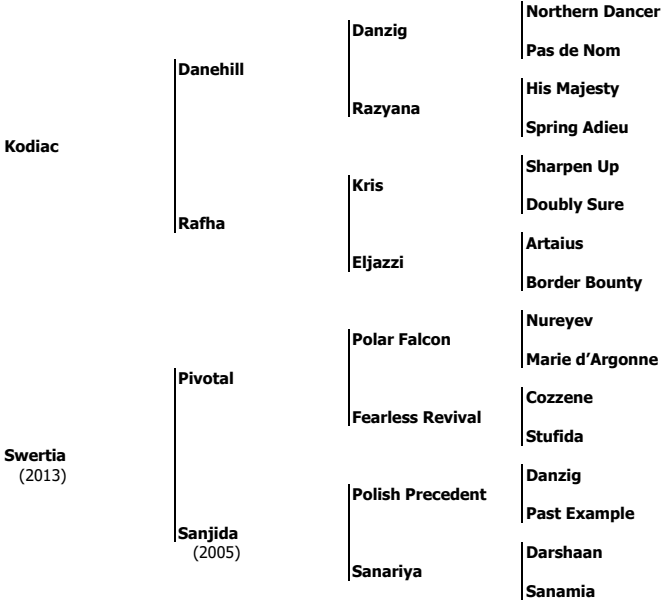 Northern Dancer
Danzig
Pas de Nom
Danehill
His Majesty
Razyana
Spring Adieu
Kodiac
Sharpen Up
Kris
Doubly Sure
Rafha
Artaius
Eljazzi
Border Bounty
Nureyev
Polar Falcon
Marie d'Argonne
Pivotal
Cozzene
Fearless Revival
Stufida
Swertia
(2013)
Danzig
Polish Precedent
Past Example
Sanjida
(2005)
Darshaan
Sanariya
Sanamia